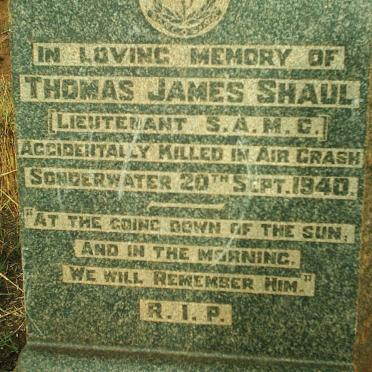 IN LOVING MEMORY OF
THOMAS JAMES SHAUL
[LIEUTENANT S.A.M.C.]
ACCIDENTALLY KILLED IN AIR CRASH
SONDERWATER 20TH SEPT. 1940.
"AT THE GOING DOWN OF THE SUN,
AND IN THE MORNING,
WE WILL REMEMBER HIM."
R.I.P.